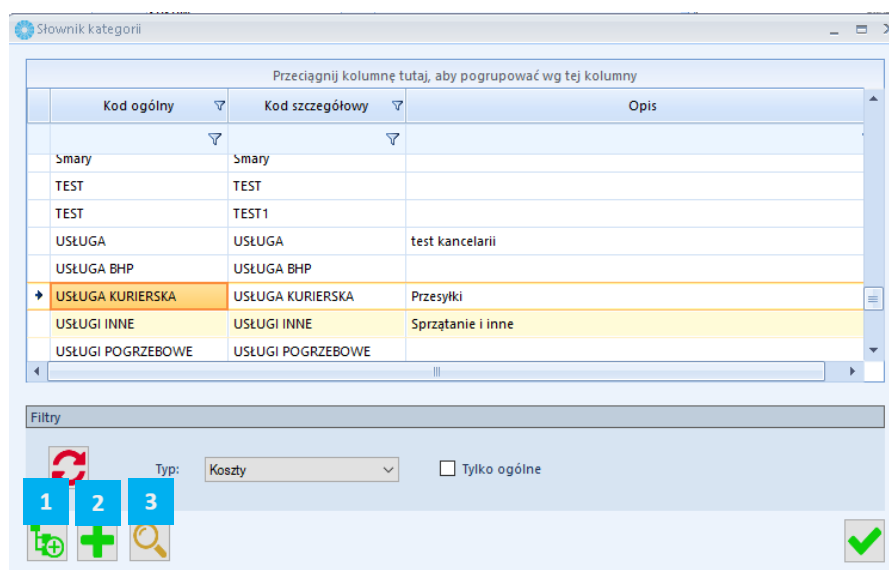 Słownik kategorii
Przeciągnij kolumnę tutaj, aby pogrupować wg tej kolumny
Kod ogólny Kod szczegółowy Opis
Smary Smary
TEST TEST
TEST TEST1
USŁUGA USŁUGA test kancelarii
USŁUGA BHP USŁUGA BHP
USŁUGA KURIERSKA USŁUGA KURIERSKA Przesyłki
USŁUGI INNE USŁUGI INNE Sprzątanie i inne
USŁUGI POGRZEBOWE USŁUGI POGRZEBOWE
Filtry
Typ: Koszty Tylko ogólne
1 2 3